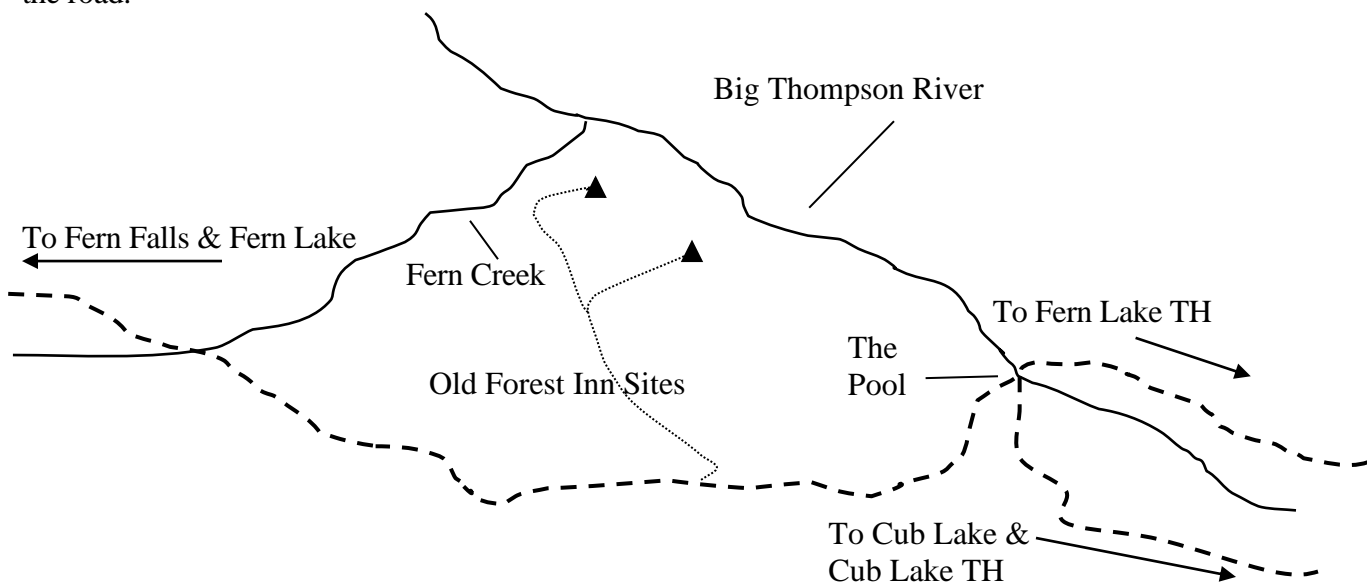 the road.
Big Thompson River
To Fern Falls & Fern Lake
Fern Creek
To Fern Lake TH
The
Pool
Old Forest Inn Sites
To Cub Lake &
Cub Lake TH